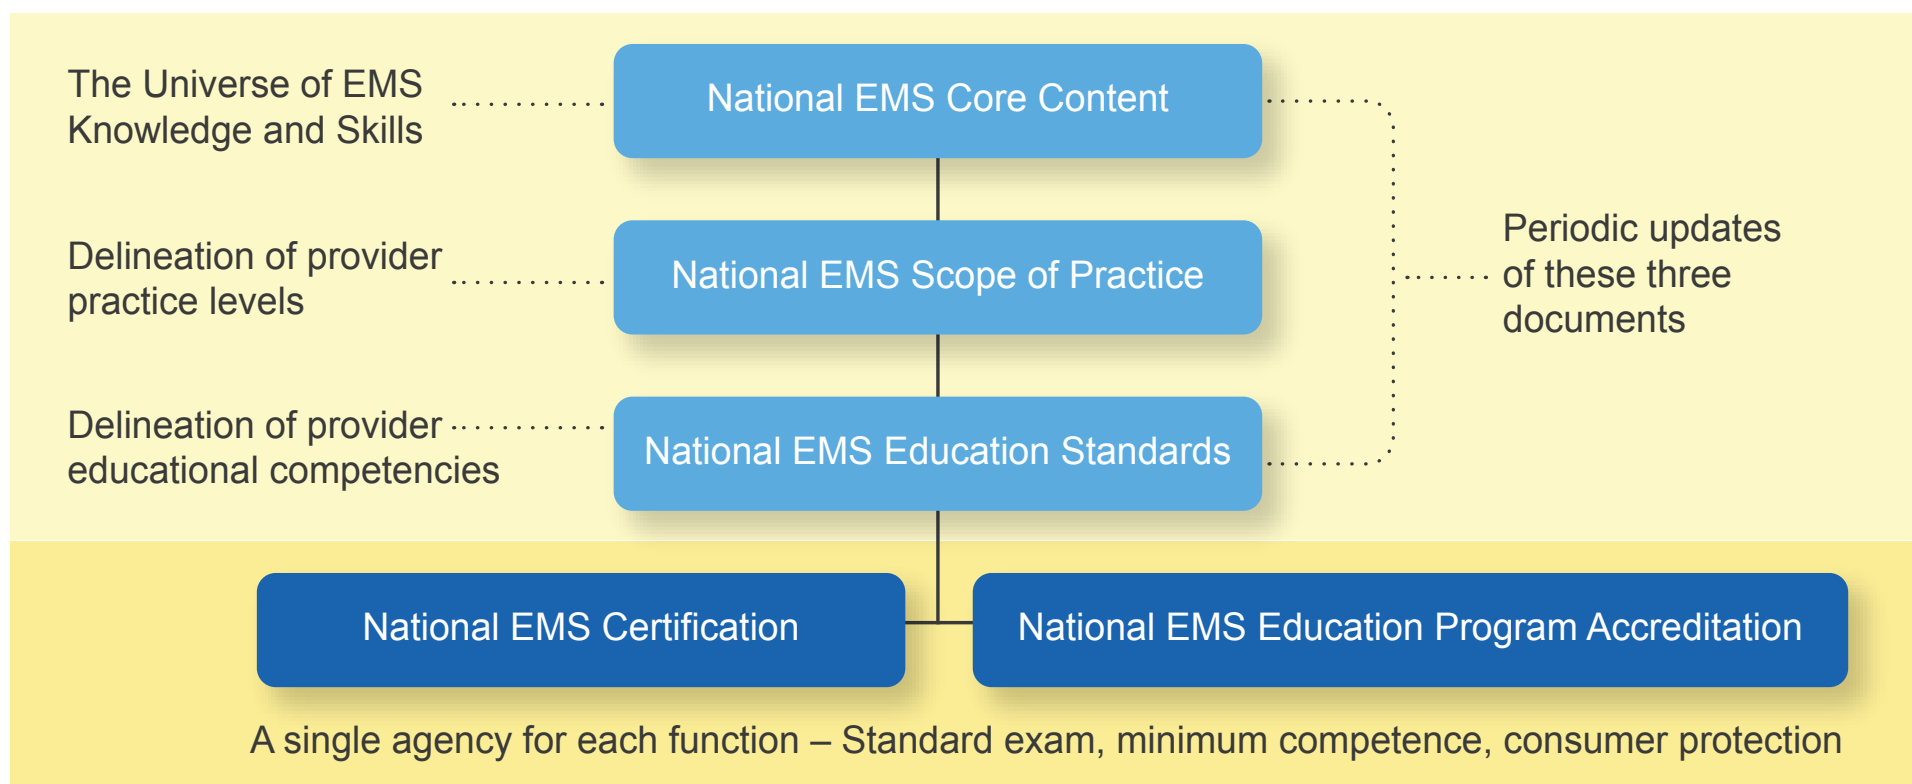 The Universe of EMS
Knowledge and Skills
National EMS Core Content
Delineation of provider
practice levels
National EMS Scope of Practice
Periodic updates
of these three
documents
Delineation of provider
educational competencies
National EMS Education Standards
National EMS Certification
National EMS Education Program Accreditation
A single agency for each function – Standard exam, minimum competence, consumer protection